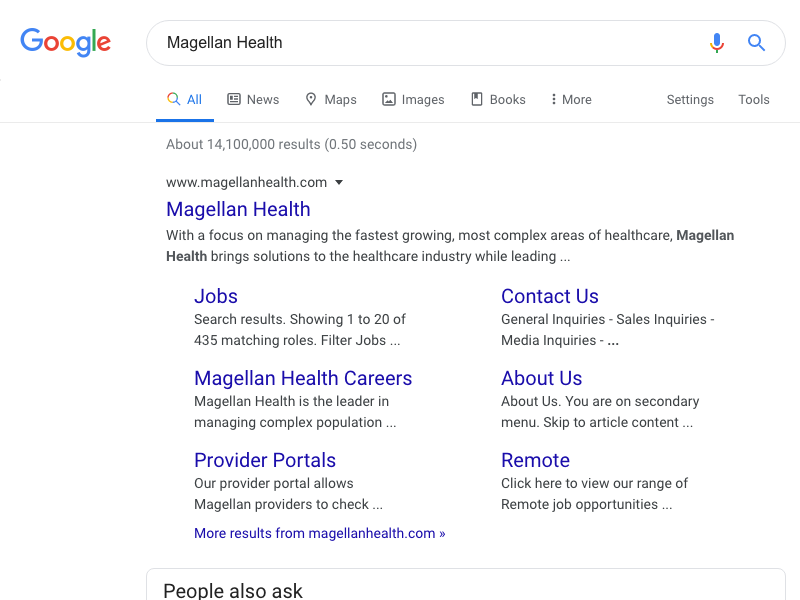 Google
Magellan Health
All News Maps Images Books More Settings Tools
About 14,100,000 results (0.50 seconds)
www.magellanhealth.com
Magellan Health
With a focus on managing the fastest growing, most complex areas of healthcare, Magellan
Health brings solutions to the healthcare industry while leading ...
Jobs
Search results. Showing 1 to 20 of
435 matching roles. Filter Jobs ...
Contact Us
General Inquiries - Sales Inquiries -
Media Inquiries - ...
Magellan Health Careers
Magellan Health is the leader in
managing complex population ...
About Us
About Us. You are on secondary
menu. Skip to article content ...
Provider Portals
Our provider portal allows
Magellan providers to check ...
Remote
Click here to view our range of
Remote job opportunities ...
More results from magellanhealth.com »
People also ask